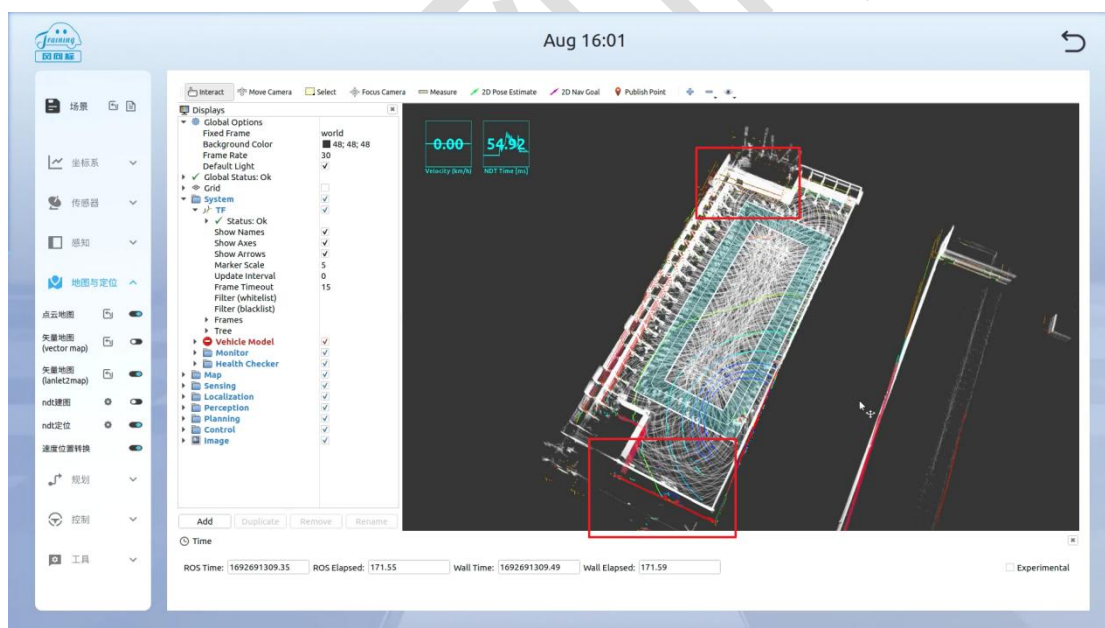 Training
Aug 16:01
场景
坐标系
传感器
感知
地图与定位
点云地图
矢量地图
(vector map)
矢量地图
(lanlet2map)
ndt建图
ndt定位
速度位置转换
规划
控制
工具
Interact Move Camera Select Focus Camera Measure 2D Pose Estimate 2D Nav Goal Publish Point
Displays
Global Options
Fixed Frame world
Background Color 48; 48; 48
Frame Rate 30
Default Light
Global Status: Ok
Grid
System
TF
Status: Ok
Show Names
Show Axes
Show Arrows
Marker Scale 5
Update Interval 0
Frame Timeout 15
Filter (whitelist)
Filter (blacklist)
Frames
Tree
Vehicle Model
Monitor
Health Checker
Map
Sensing
Localization
Perception
Planning
Control
Image
Add Duplicate Remove Rename
0.00 54.92
Velocity (km/h) NDT Time [ms]
Time
ROS Time: 1692691309.35 ROS Elapsed: 171.55 Wall Time: 1692691309.49 Wall Elapsed: 171.59 Experimental